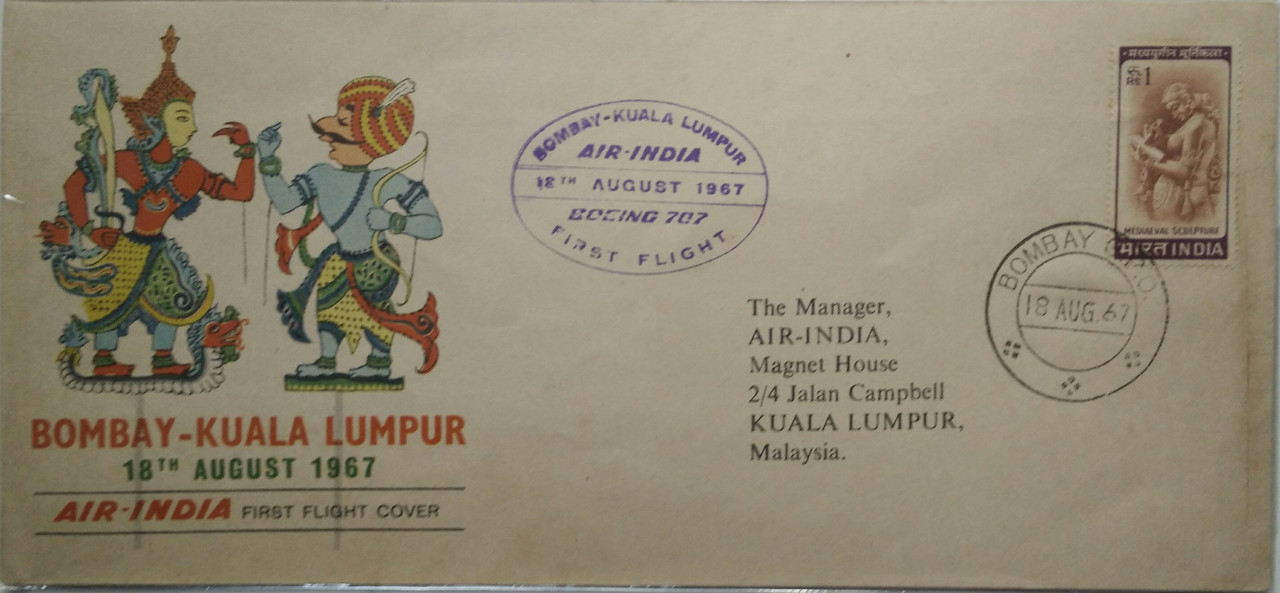 BOMBAY-KUALA LUMPUR
18TH AUGUST 1967
AIR-INDIA FIRST FLIGHT COVER
BOMBAY-KUALA LUMPUR
AIR-INDIA
18TH AUGUST 1967
BOEING 707
FIRST FLIGHT
मध्ययुगीन मूर्तिकला
रु 1
Re
MEDIAEVAL SCULPTURE
भारत INDIA
BOMBAY G.P.O.
18 AUG.67
The Manager,
AIR-INDIA,
Magnet House
2/4 Jalan Campbell
KUALA LUMPUR,
Malaysia.